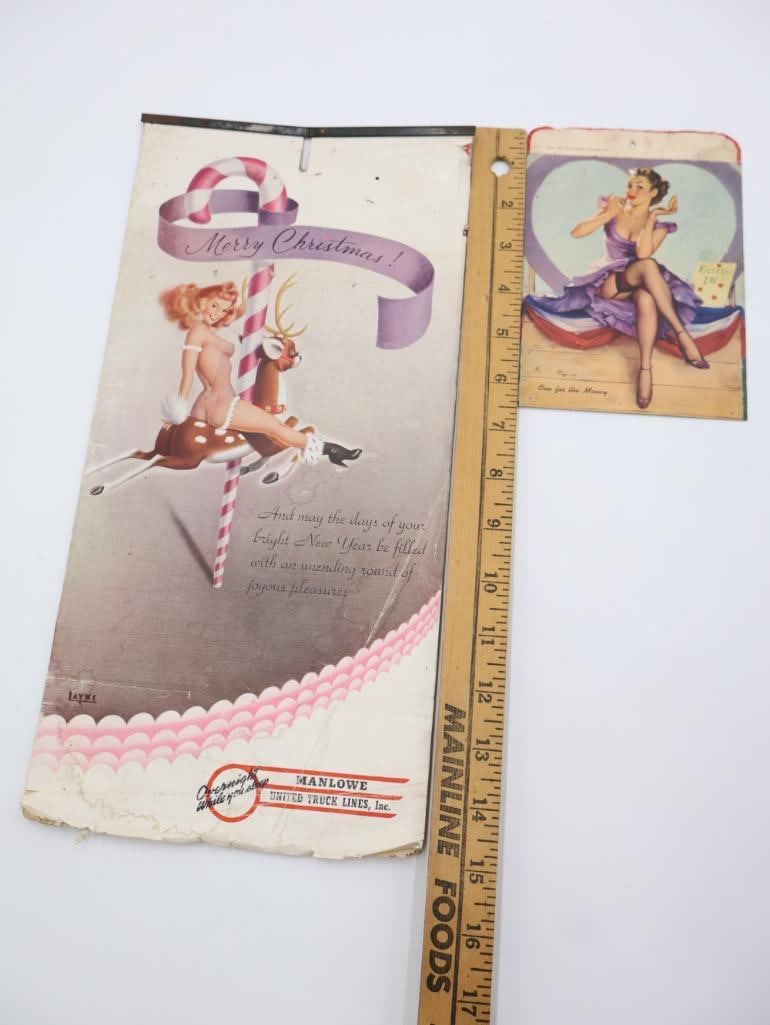 Merry Christmas!
And may the days of your
bright New Year be filled
with an unending round of
joyous pleasures
LAYNE
Overnight
While you sleep
MANLOWE
UNITED TRUCK LINES, Inc.
2
3
4
5
6
7
8
9
10
11
12
13
14
15
16
17
MAINLINE FOODS
One for the Money